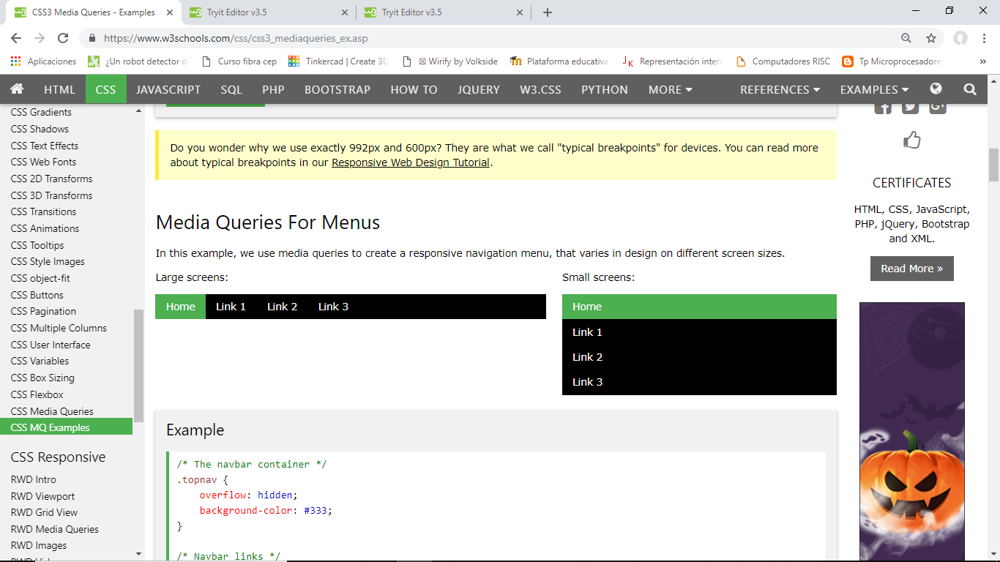 CSS3 Media Queries - Examples
Tryit Editor v3.5
Tryit Editor v3.5
https://www.w3schools.com/css/css3_mediaqueries_ex.asp
Aplicaciones
¿Un robot detector d
Curso fibra cep
Tinkercad | Create 3D
☒ Wirify by Volkside
Plataforma educativa
Representación inter
Computadores RISC
Tp Microprocesadore
»
HTML
CSS
JAVASCRIPT
SQL
PHP
BOOTSTRAP
HOW TO
JQUERY
W3.CSS
PYTHON
MORE
REFERENCES
EXAMPLES
CSS Gradients
CSS Shadows
CSS Text Effects
CSS Web Fonts
CSS 2D Transforms
CSS 3D Transforms
CSS Transitions
CSS Animations
CSS Tooltips
CSS Style Images
CSS object-fit
CSS Buttons
CSS Pagination
CSS Multiple Columns
CSS User Interface
CSS Variables
CSS Box Sizing
CSS Flexbox
CSS Media Queries
CSS MQ Examples
CSS Responsive
RWD Intro
RWD Viewport
RWD Grid View
RWD Media Queries
RWD Images
Do you wonder why we use exactly 992px and 600px? They are what we call "typical breakpoints" for devices. You can read more
about typical breakpoints in our Responsive Web Design Tutorial.
Media Queries For Menus
In this example, we use media queries to create a responsive navigation menu, that varies in design on different screen sizes.
Large screens:
Home
Link 1
Link 2
Link 3
Small screens:
Home
Link 1
Link 2
Link 3
Example
/* The navbar container */
.topnav {
    overflow: hidden;
    background-color: #333;
}
/* Navbar links */
CERTIFICATES
HTML, CSS, JavaScript,
PHP, jQuery, Bootstrap
and XML.
Read More »